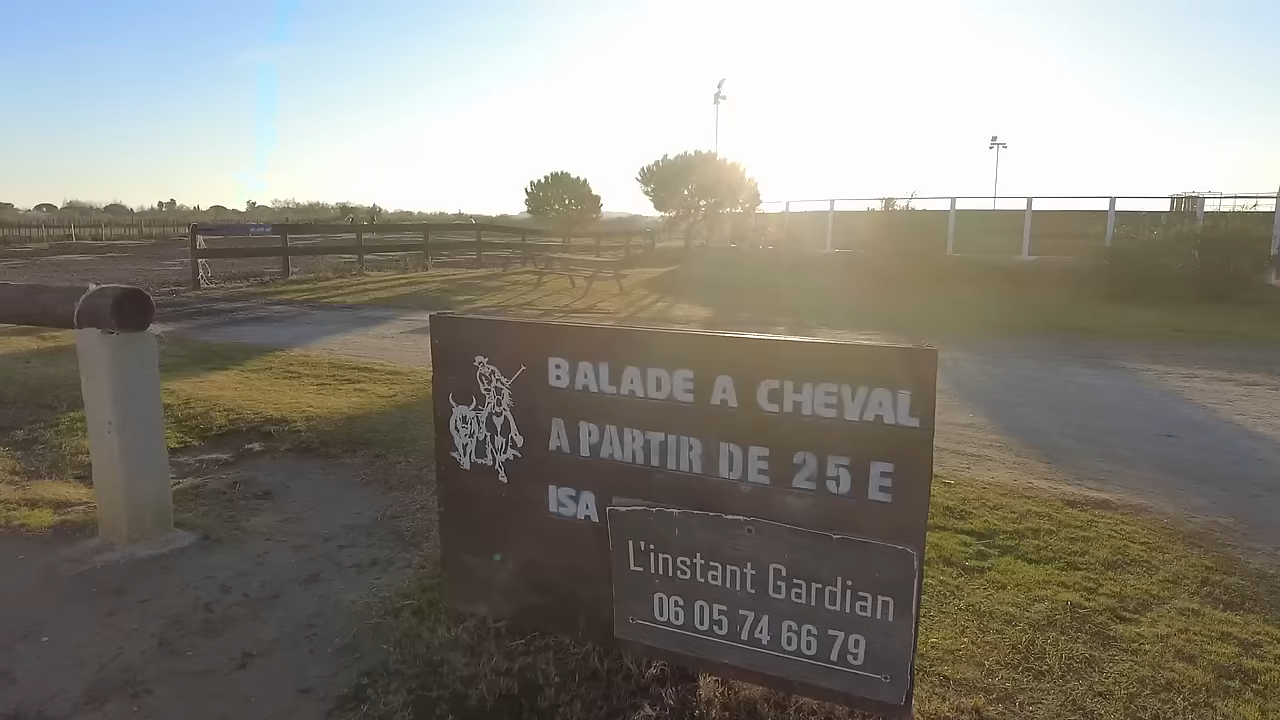 BALADE A CHEVAL
A PARTIR DE 25 E
ISA
L'instant Gardian
06 05 74 66 79